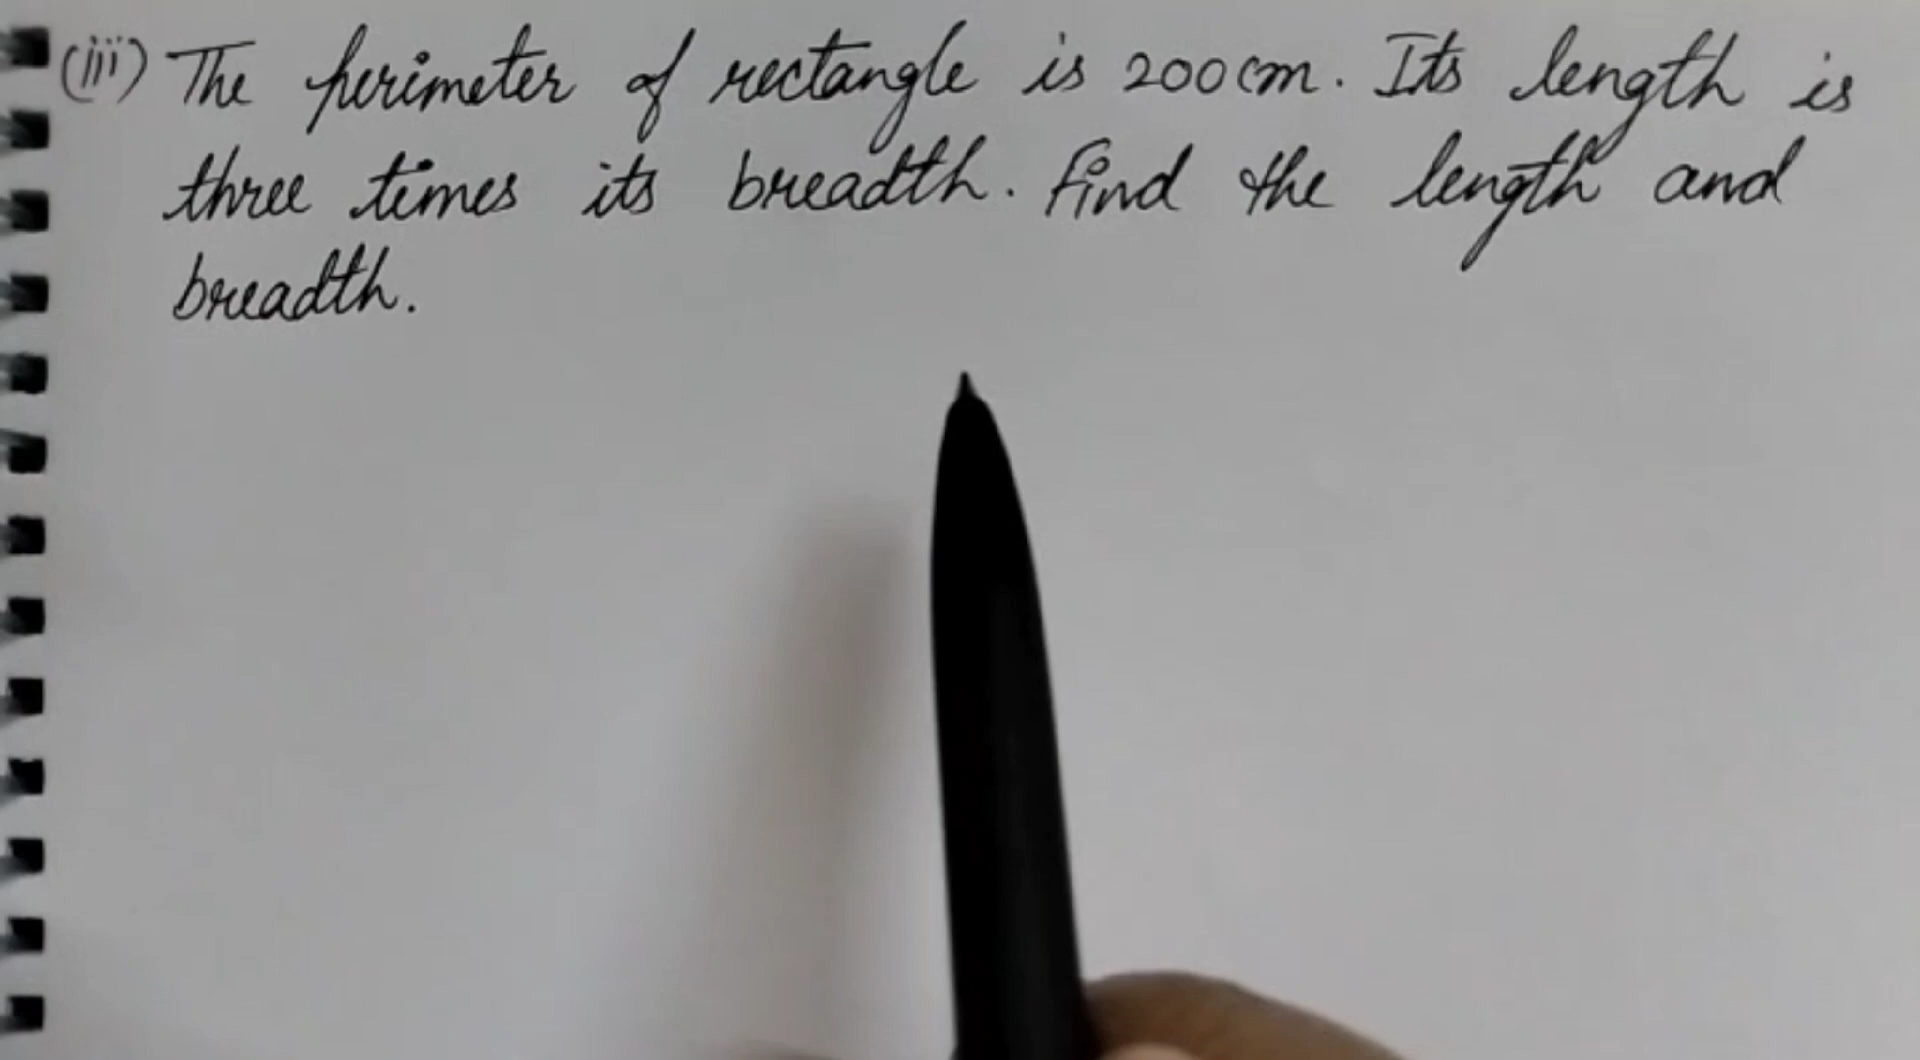 (iii) The perimeter of rectangle is 200cm. Its length is
three times its breadth. Find the length and
breadth.